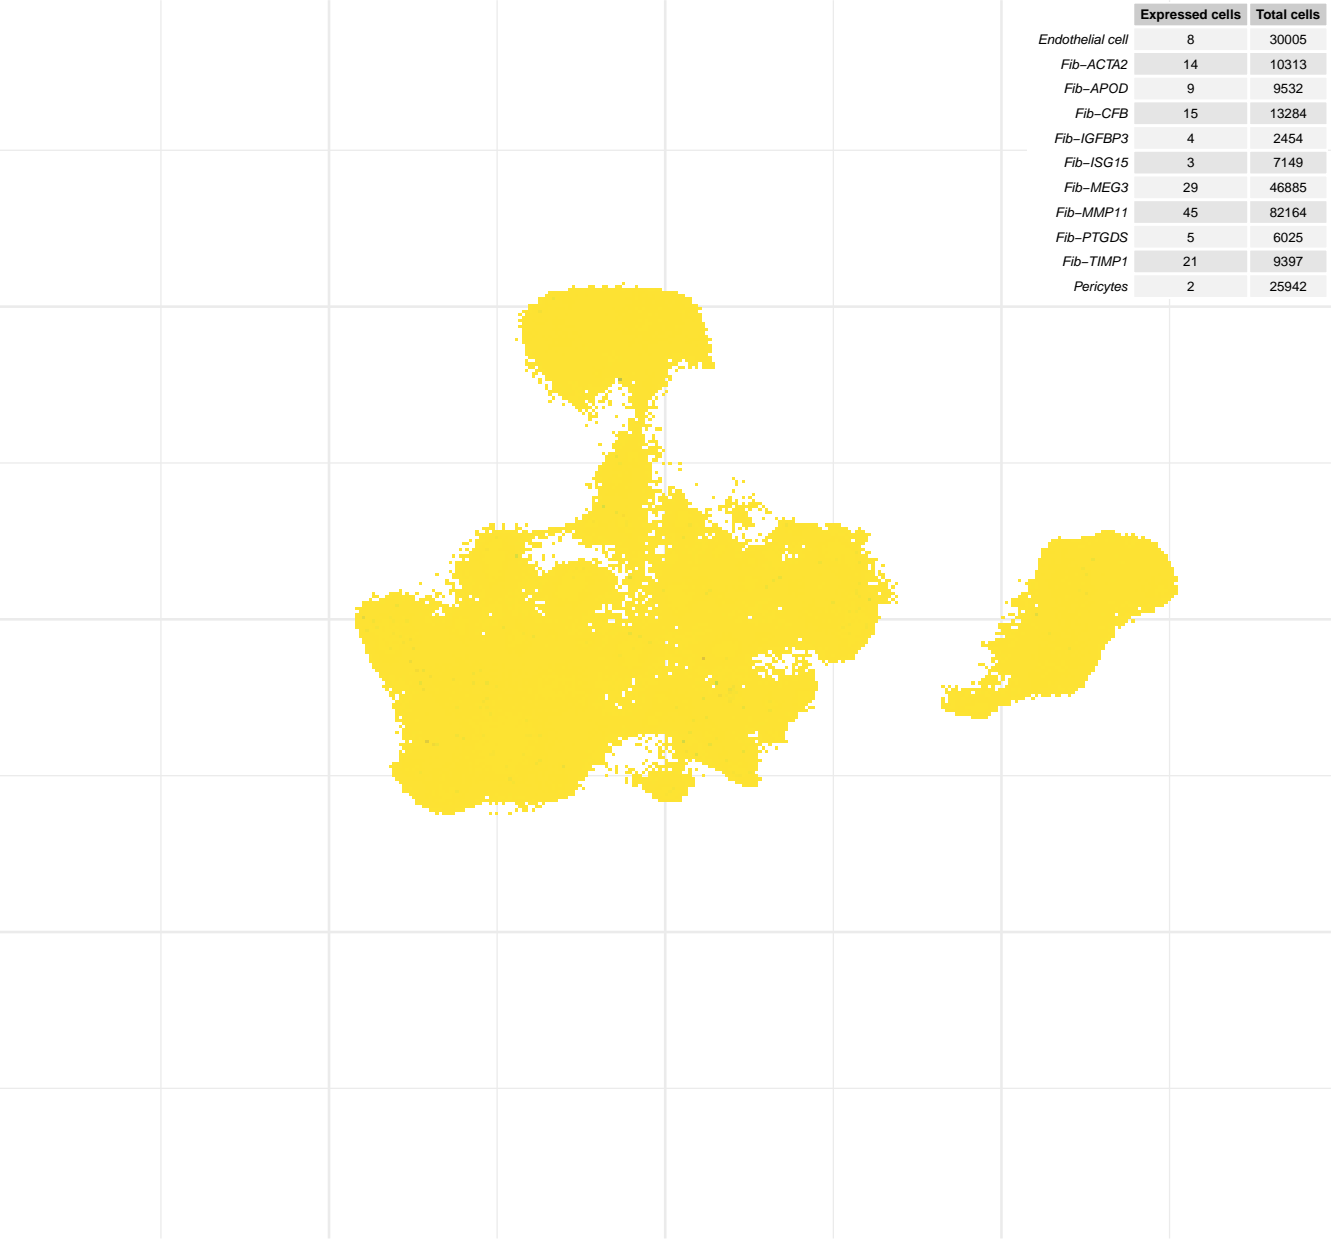 Expressed cells Total cells
Endothelial cell 8 30005
Fib−ACTA2 14 10313
Fib−APOD 9 9532
Fib−CFB 15 13284
Fib−IGFBP3 4 2454
Fib−ISG15 3 7149
Fib−MEG3 29 46885
Fib−MMP11 45 82164
Fib−PTGDS 5 6025
Fib−TIMP1 21 9397
Pericytes 2 25942